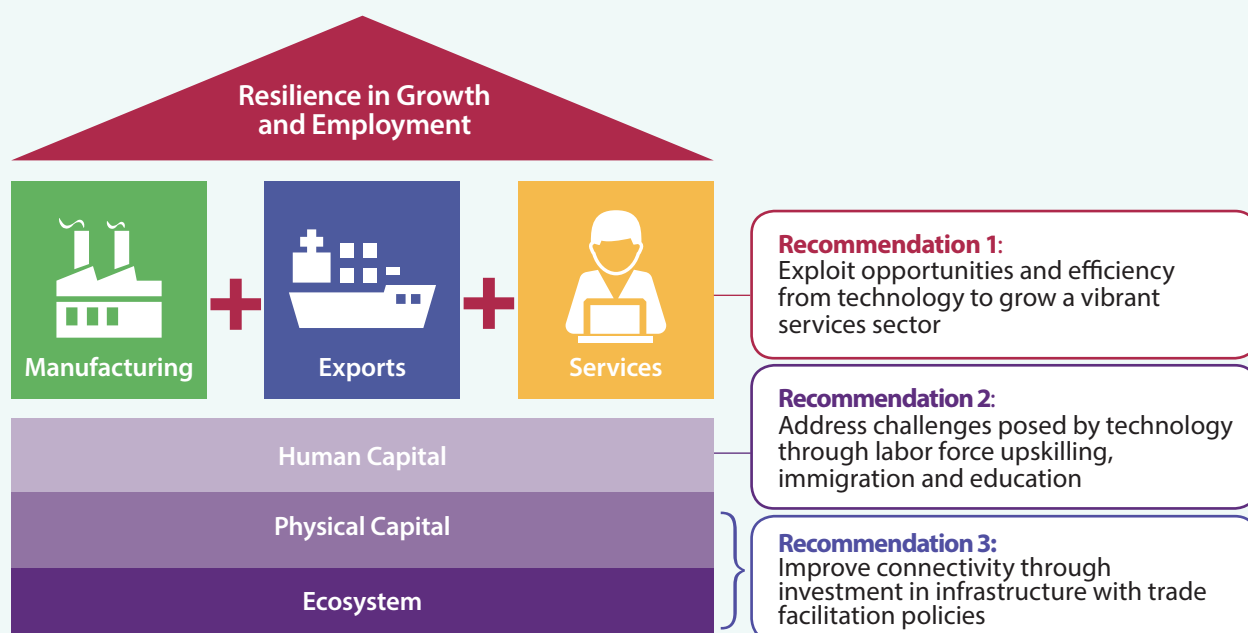 Resilience in Growth
and Employment
Manufacturing
Exports
Services
Recommendation 1:
Exploit opportunities and efficiency
from technology to grow a vibrant
services sector
Human Capital
Recommendation 2:
Address challenges posed by technology
through labor force upskilling,
immigration and education
Physical Capital
Ecosystem
Recommendation 3:
Improve connectivity through
investment in infrastructure with trade
facilitation policies